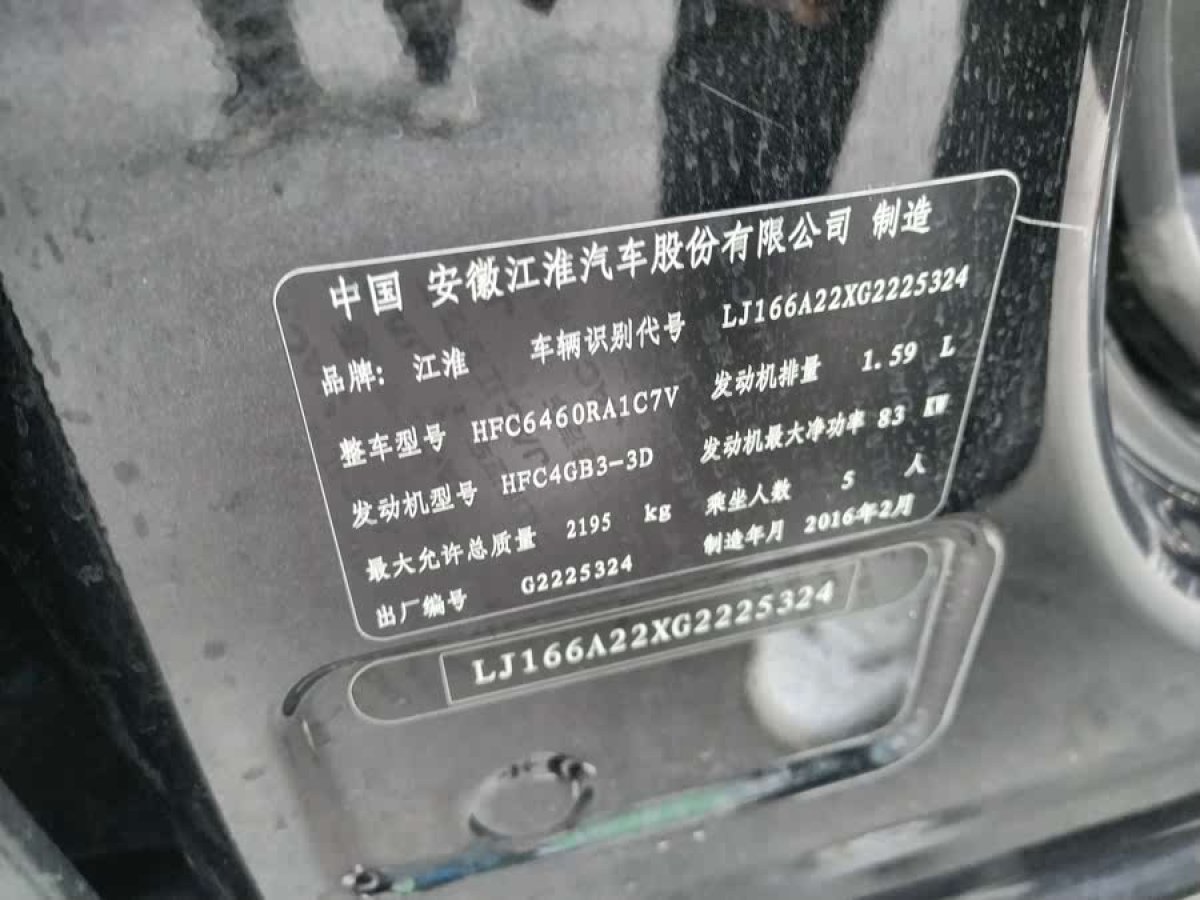 中国 安徽江淮汽车股份有限公司 制造
品牌: 江淮 车辆识别代号 LJ166A22XG2225324
整车型号 HFC6460RA1C7V 发动机排量 1.59 L
发动机型号 HFC4GB3-3D 发动机最大净功率 83 KW
最大允许总质量 2195 kg 乘坐人数 5 人
出厂编号 G2225324 制造年月 2016年2月
LJ166A22XG2225324